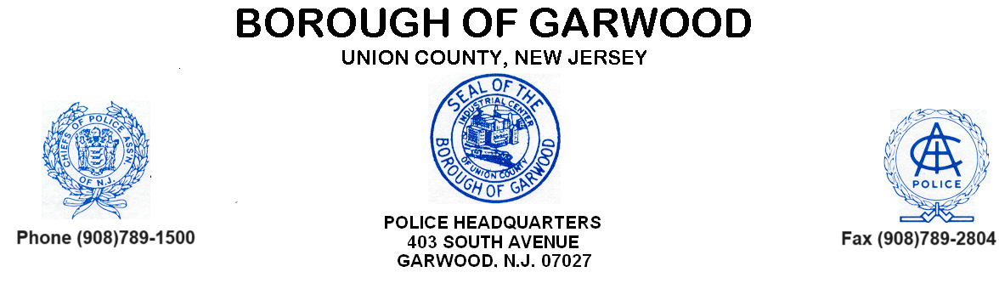 BOROUGH OF GARWOOD
UNION COUNTY, NEW JERSEY
SEAL OF THE
BOROUGH OF GARWOOD
INDUSTRIAL CENTER
OF UNION COUNTY
CHIEFS OF POLICE ASSN.
OF N.J.
POLICE
Phone (908)789-1500
POLICE HEADQUARTERS
403 SOUTH AVENUE
GARWOOD, N.J. 07027
Fax (908)789-2804